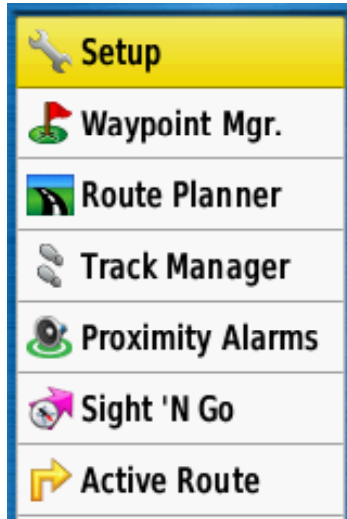 Setup
Waypoint Mgr.
Route Planner
Track Manager
Proximity Alarms
Sight 'N Go
Active Route